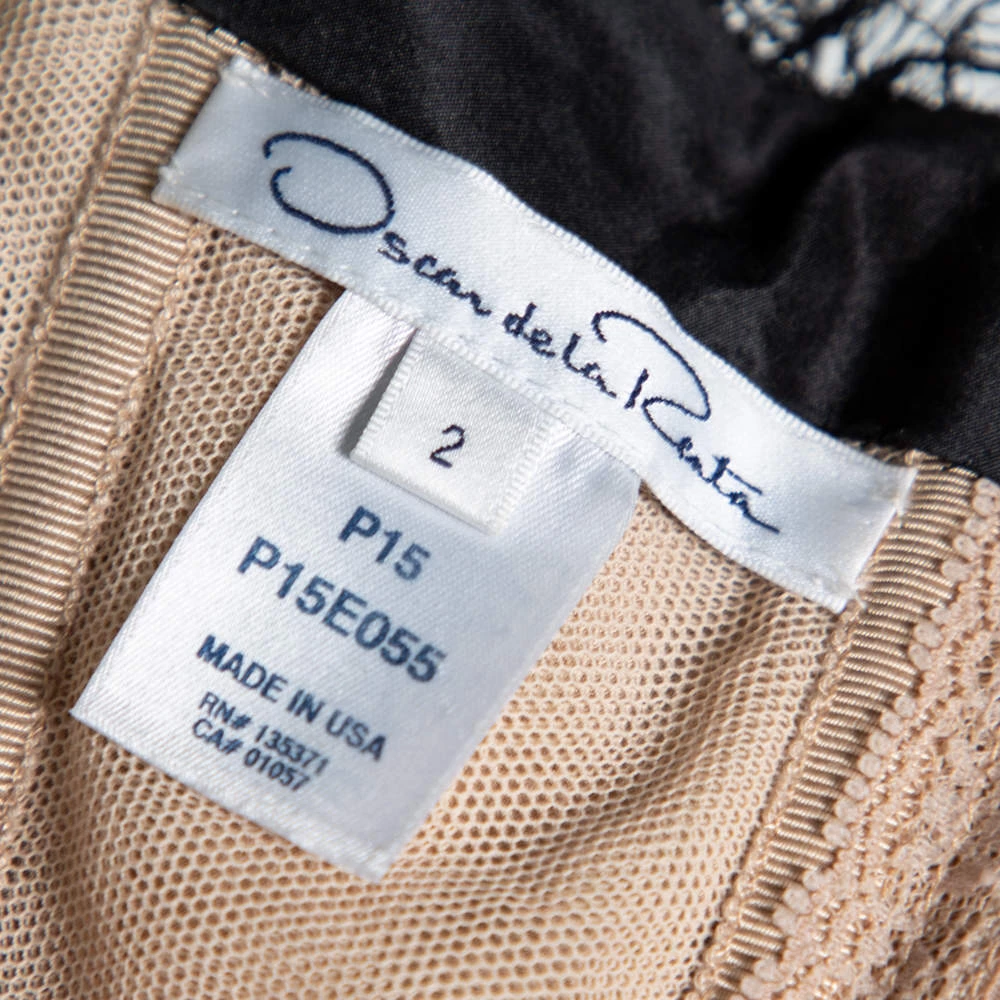 Oscar de la Renta
2
P15
P15E055
MADE IN USA
RN# 135371
CA# 01057